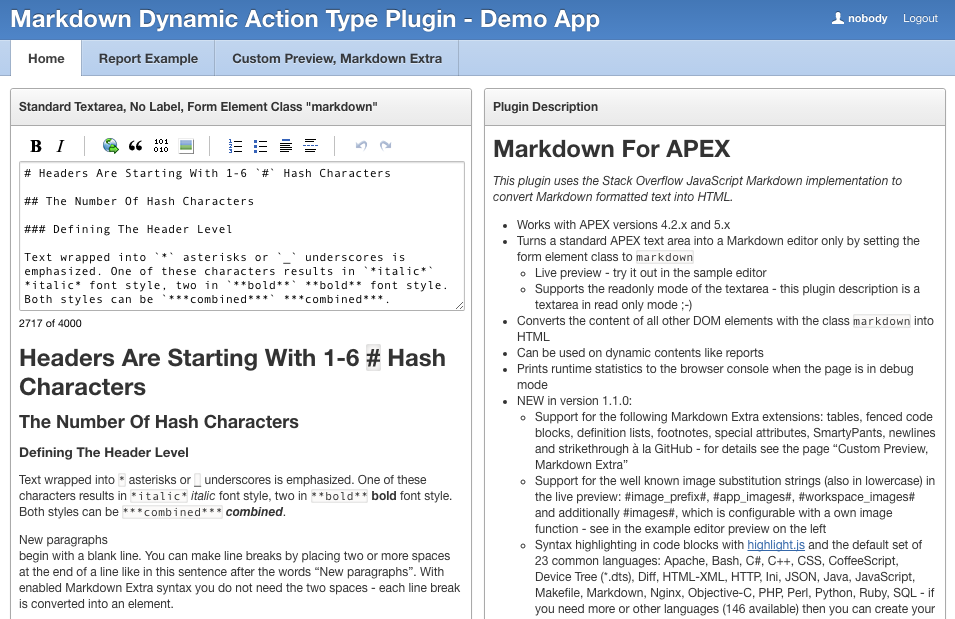 Markdown Dynamic Action Type Plugin - Demo App
nobody Logout
Home Report Example Custom Preview, Markdown Extra
Standard Textarea, No Label, Form Element Class "markdown"
B I
101
010
# Headers Are Starting With 1-6 `#` Hash Characters
## The Number Of Hash Characters
### Defining The Header Level
Text wrapped into `*` asterisks or `_` underscores is
emphasized. One of these characters results in `*italic*`
*italic* font style, two in `**bold**` **bold** font style.
Both styles can be `***combined***` ***combined***.
2717 of 4000
Headers Are Starting With 1-6 # Hash
Characters
The Number Of Hash Characters
Defining The Header Level
Text wrapped into * asterisks or _ underscores is emphasized. One of these
characters results in *italic* italic font style, two in **bold** bold font style.
Both styles can be ***combined*** combined.
New paragraphs
begin with a blank line. You can make line breaks by placing two or more spaces
at the end of a line like in this sentence after the words “New paragraphs”. With
enabled Markdown Extra syntax you do not need the two spaces - each line break
is converted into an element.
Plugin Description
Markdown For APEX
This plugin uses the Stack Overflow JavaScript Markdown implementation to
convert Markdown formatted text into HTML.
• Works with APEX versions 4.2.x and 5.x
• Turns a standard APEX text area into a Markdown editor only by setting the
form element class to markdown
◦ Live preview - try it out in the sample editor
◦ Supports the readonly mode of the textarea - this plugin description is a
textarea in read only mode ;-)
• Converts the content of all other DOM elements with the class markdown into
HTML
• Can be used on dynamic contents like reports
• Prints runtime statistics to the browser console when the page is in debug
mode
• NEW in version 1.1.0:
◦ Support for the following Markdown Extra extensions: tables, fenced code
blocks, definition lists, footnotes, special attributes, SmartyPants, newlines
and strikethrough à la GitHub - for details see the page “Custom Preview,
Markdown Extra”
◦ Support for the well known image substitution strings (also in lowercase) in
the live preview: #image_prefix#, #app_images#, #workspace_images#
and additionally #images#, which is configurable with a own image
function - see in the example editor preview on the left
◦ Syntax highlighting in code blocks with highlight.js and the default set of
23 common languages: Apache, Bash, C#, C++, CSS, CoffeeScript,
Device Tree (*.dts), Diff, HTML-XML, HTTP, Ini, JSON, Java, JavaScript,
Makefile, Markdown, Nginx, Objective-C, PHP, Perl, Python, Ruby, SQL - if
you need more or other languages (146 available) then you can create your